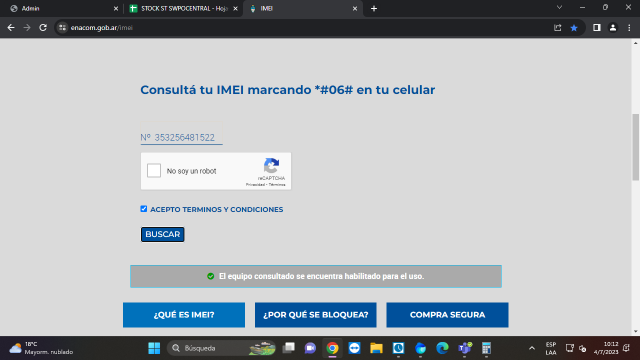 Admin
STOCK ST SWPOCENTRAL - Hoja
IMEI
enacom.gob.ar/imei
Consultá tu IMEI marcando *#06# en tu celular
Nº 353256481522
No soy un robot
reCAPTCHA
Privacidad - Términos
ACEPTO TERMINOS Y CONDICIONES
BUSCAR
El equipo consultado se encuentra habilitado para el uso.
¿QUÉ ES IMEI? ¿POR QUÉ SE BLOQUEA? COMPRA SEGURA
18°C
Mayorm. nublado
Búsqueda
ESP
LAA
10:12
4/7/2023